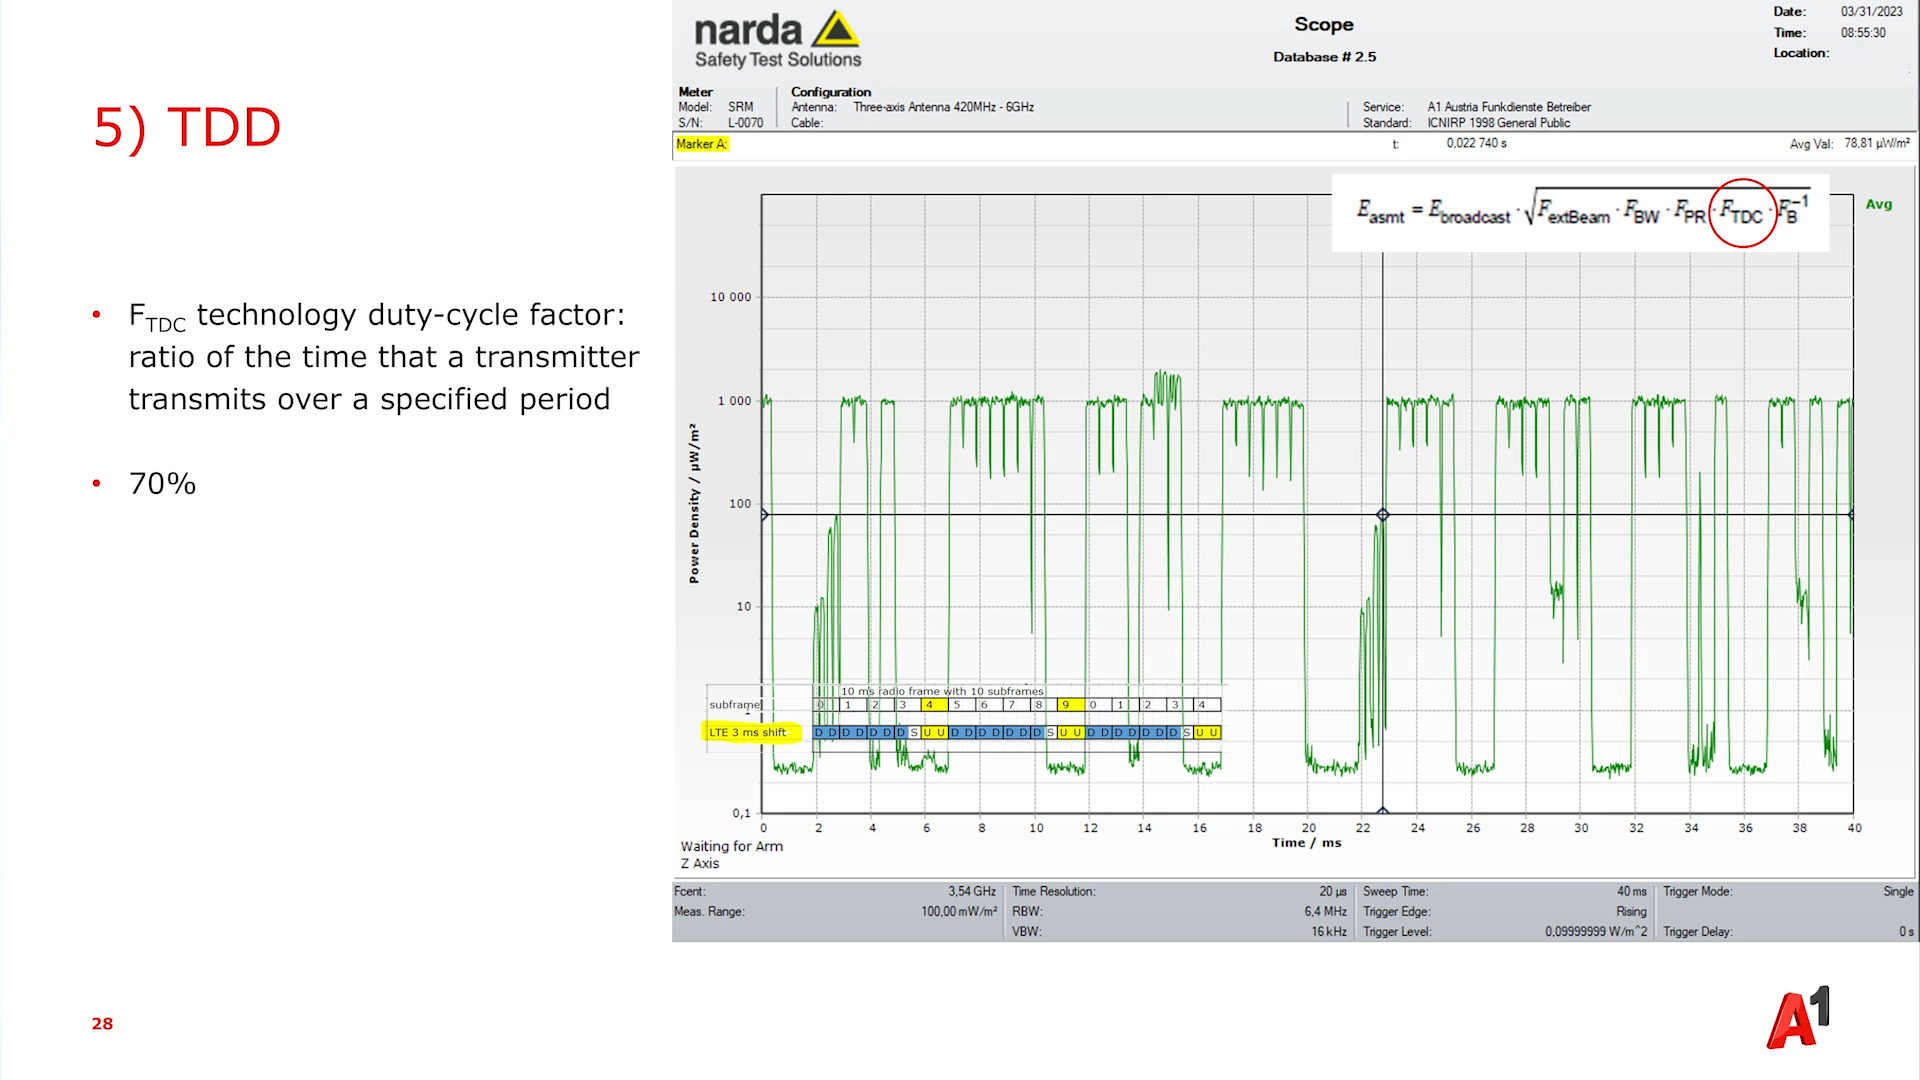 5) TDD
• F_TDC technology duty-cycle factor:
ratio of the time that a transmitter
transmits over a specified period
• 70%
28
narda
Safety Test Solutions
Scope
Database # 2.5
Date: 03/31/2023
Time: 08:55:30
Location:
Meter
Model: SRM
S/N: L-0070
Configuration
Antenna: Three-axis Antenna 420MHz - 6GHz
Cable:
Service: A1 Austria Funkdienste Betreiber
Standard: ICNIRP 1998 General Public
Marker A: t: 0,022 740 s Avg Val: 78,81 µW/m²
E_asmt = E_broadcast · √F_extBeam · F_BW · F_PR · F_TDC · F_B^-1
Avg
Power Density / µW/m²
10 000
1 000
100
10
1
0,1
10 ms radio frame with 10 subframes
subframe 0 1 2 3 4 5 6 7 8 9 0 1 2 3 4
LTE 3 ms shift D D D D D D D S U U D D D D D D D S U U D D D D D D D S U U
0 2 4 6 8 10 12 14 16 18 20 22 24 26 28 30 32 34 36 38 40
Time / ms
Waiting for Arm
Z Axis
Fcent: 3,54 GHz Time Resolution: 20 µs Sweep Time: 40 ms Trigger Mode: Single
Meas. Range: 100,00 mW/m² RBW: 6,4 MHz Trigger Edge: Rising
VBW: 16 kHz Trigger Level: 0,09999999 W/m^2 Trigger Delay: 0 s
A1